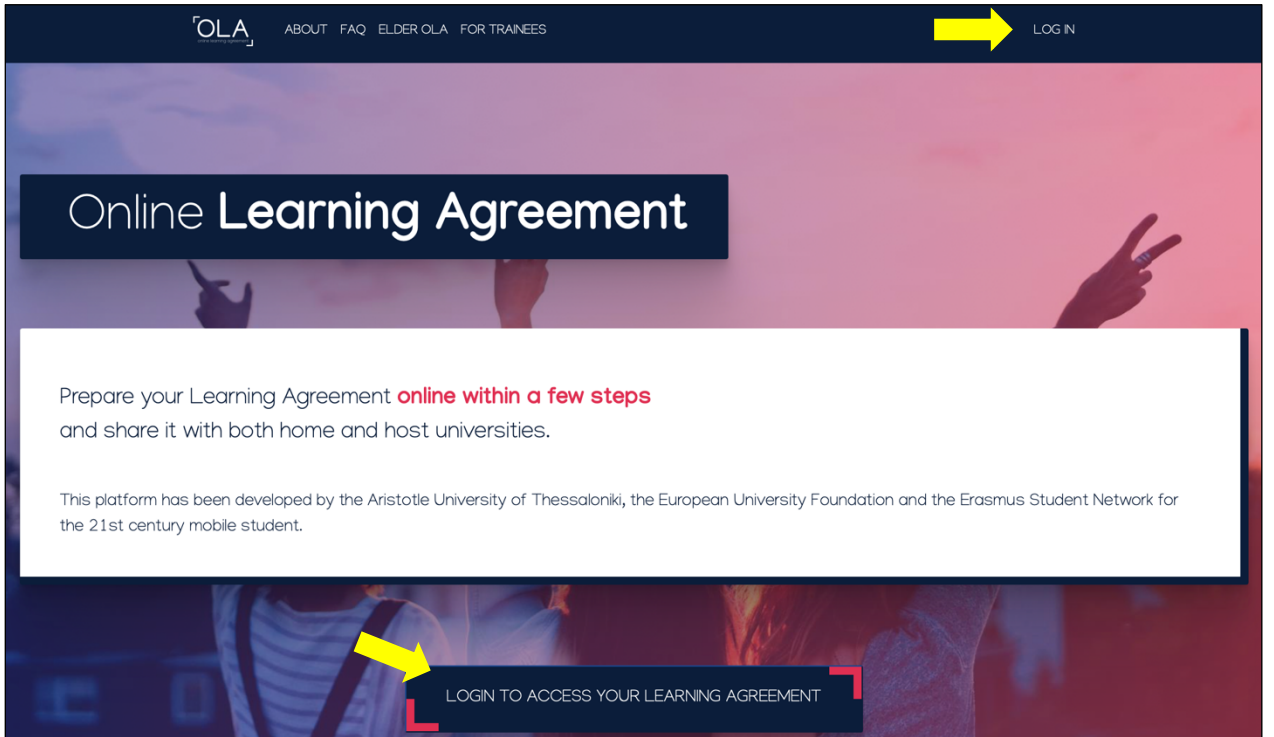 OLA
online learning agreement
ABOUT FAQ ELDER OLA FOR TRAINEES
LOG IN
Online Learning Agreement
Prepare your Learning Agreement online within a few steps
and share it with both home and host universities.
This platform has been developed by the Aristotle University of Thessaloniki, the European University Foundation and the Erasmus Student Network for
the 21st century mobile student.
LOGIN TO ACCESS YOUR LEARNING AGREEMENT